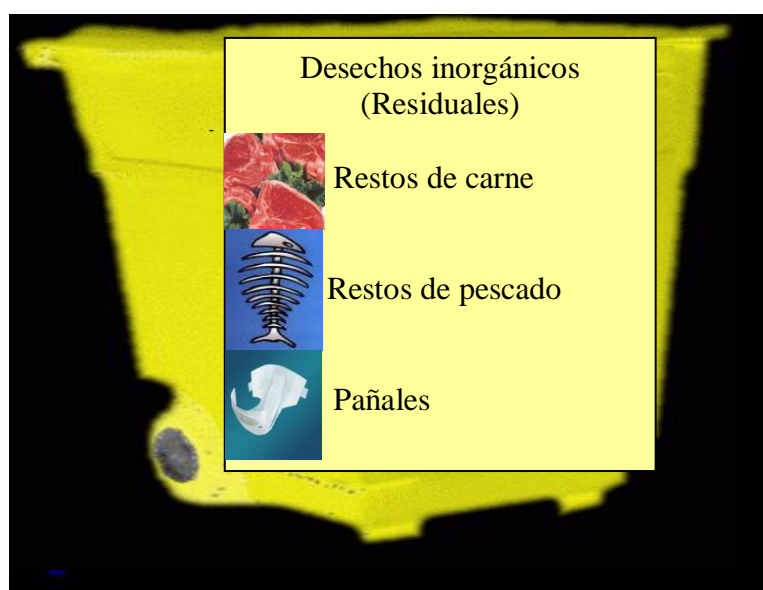 Desechos inorgánicos
(Residuales)
Restos de carne
Restos de pescado
Pañales